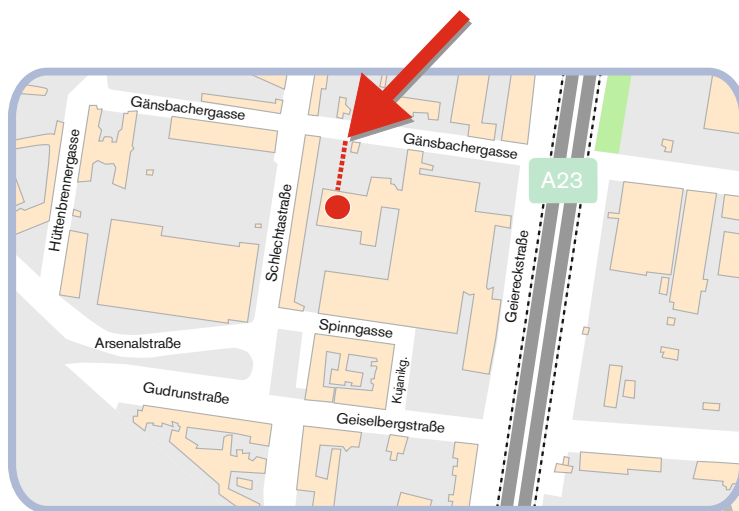 Gänsbachergasse
Gänsbachergasse
Hüttenbrennergasse
A23
Schlechtastraße
Geiereckstraße
Spinngasse
Arsenalstraße
Kujanikg.
Gudrunstraße
Geiselbergstraße